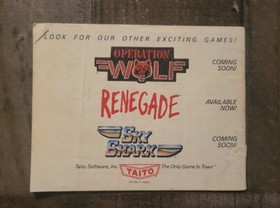 LOOK FOR OUR OTHER EXCITING GAMES!
OPERATION
WOLF
COMING
SOON!
RENEGADE
AVAILABLE
NOW!
SKY
SHARK
COMING
SOON!
Taito Software, Inc. TAITO The Only Game In Town™